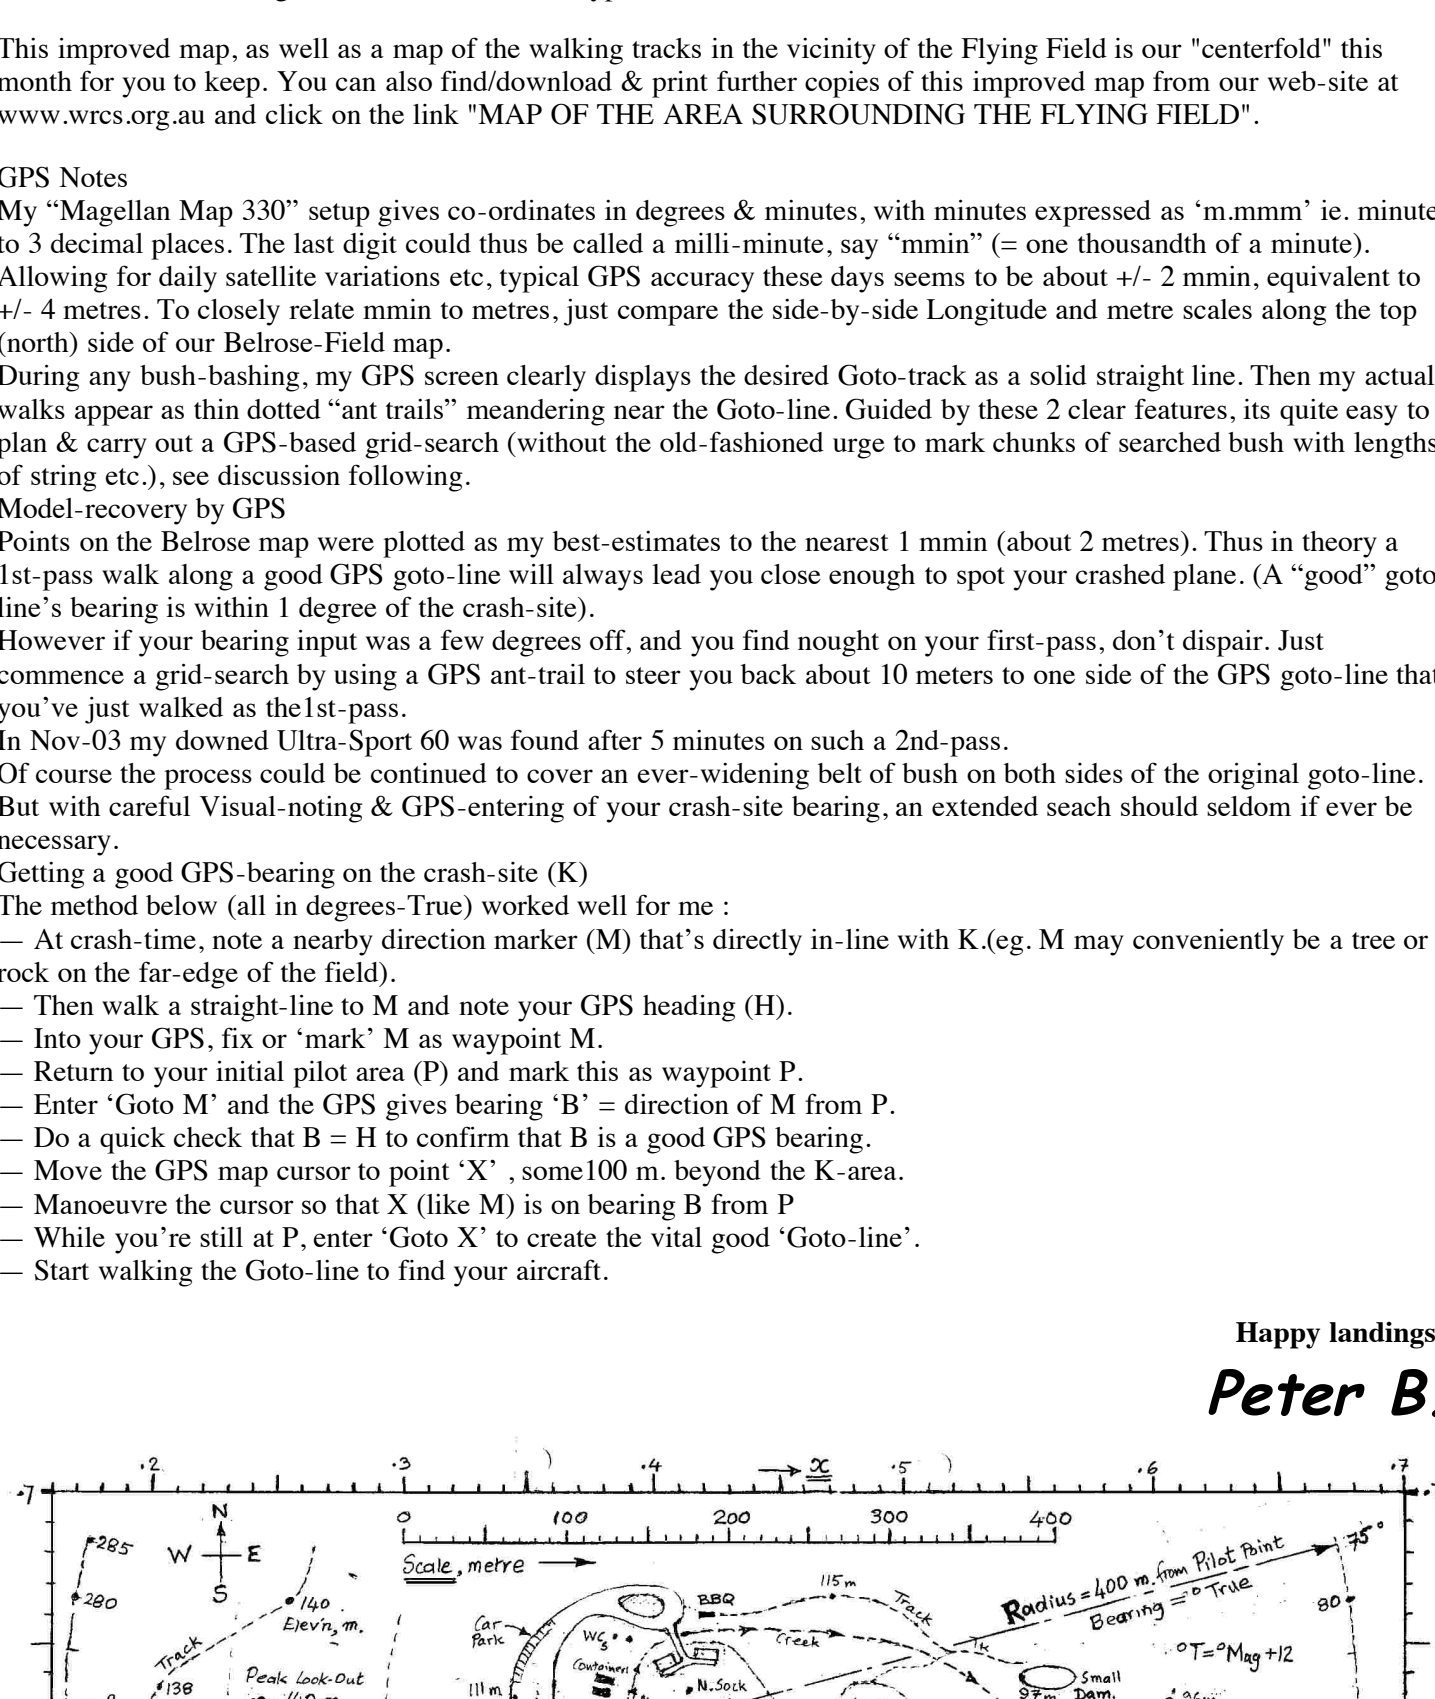 This improved map, as well as a map of the walking tracks in the vicinity of the Flying Field is our "centerfold" this
month for you to keep. You can also find/download & print further copies of this improved map from our web-site at
www.wrcs.org.au and click on the link "MAP OF THE AREA SURROUNDING THE FLYING FIELD".
GPS Notes
My “Magellan Map 330” setup gives co-ordinates in degrees & minutes, with minutes expressed as ‘m.mmm’ ie. minute
to 3 decimal places. The last digit could thus be called a milli-minute, say “mmin” (= one thousandth of a minute).
Allowing for daily satellite variations etc, typical GPS accuracy these days seems to be about +/- 2 mmin, equivalent to
+/- 4 metres. To closely relate mmin to metres, just compare the side-by-side Longitude and metre scales along the top
(north) side of our Belrose-Field map.
During any bush-bashing, my GPS screen clearly displays the desired Goto-track as a solid straight line. Then my actual
walks appear as thin dotted “ant trails” meandering near the Goto-line. Guided by these 2 clear features, its quite easy to
plan & carry out a GPS-based grid-search (without the old-fashioned urge to mark chunks of searched bush with lengths
of string etc.), see discussion following.
Model-recovery by GPS
Points on the Belrose map were plotted as my best-estimates to the nearest 1 mmin (about 2 metres). Thus in theory a
1st-pass walk along a good GPS goto-line will always lead you close enough to spot your crashed plane. (A “good” goto
line’s bearing is within 1 degree of the crash-site).
However if your bearing input was a few degrees off, and you find nought on your first-pass, don’t dispair. Just
commence a grid-search by using a GPS ant-trail to steer you back about 10 meters to one side of the GPS goto-line that
you’ve just walked as the1st-pass.
In Nov-03 my downed Ultra-Sport 60 was found after 5 minutes on such a 2nd-pass.
Of course the process could be continued to cover an ever-widening belt of bush on both sides of the original goto-line.
But with careful Visual-noting & GPS-entering of your crash-site bearing, an extended seach should seldom if ever be
necessary.
Getting a good GPS-bearing on the crash-site (K)
The method below (all in degrees-True) worked well for me :
— At crash-time, note a nearby direction marker (M) that’s directly in-line with K.(eg. M may conveniently be a tree or
rock on the far-edge of the field).
— Then walk a straight-line to M and note your GPS heading (H).
— Into your GPS, fix or ‘mark’ M as waypoint M.
— Return to your initial pilot area (P) and mark this as waypoint P.
— Enter ‘Goto M’ and the GPS gives bearing ‘B’ = direction of M from P.
— Do a quick check that B = H to confirm that B is a good GPS bearing.
— Move the GPS map cursor to point ‘X’ , some100 m. beyond the K-area.
— Manoeuvre the cursor so that X (like M) is on bearing B from P
— While you’re still at P, enter ‘Goto X’ to create the vital good ‘Goto-line’.
— Start walking the Goto-line to find your aircraft.
Happy landings
Peter B.
.2 .3 .4 x .5 .6 .7
.7
N
W E
S
0 100 200 300 400
Scale, metre
285
280
140
Elev'n, m.
Track
138
Peak Look-Out
Car
Park
WCs
Containers
111 m
BBQ
115 m
Track
Creek
N. Sock
Tk
Radius = 400 m. from Pilot Point
Bearing = ° True
75°
80
°T=°Mag +12
Small
Dam.
97m